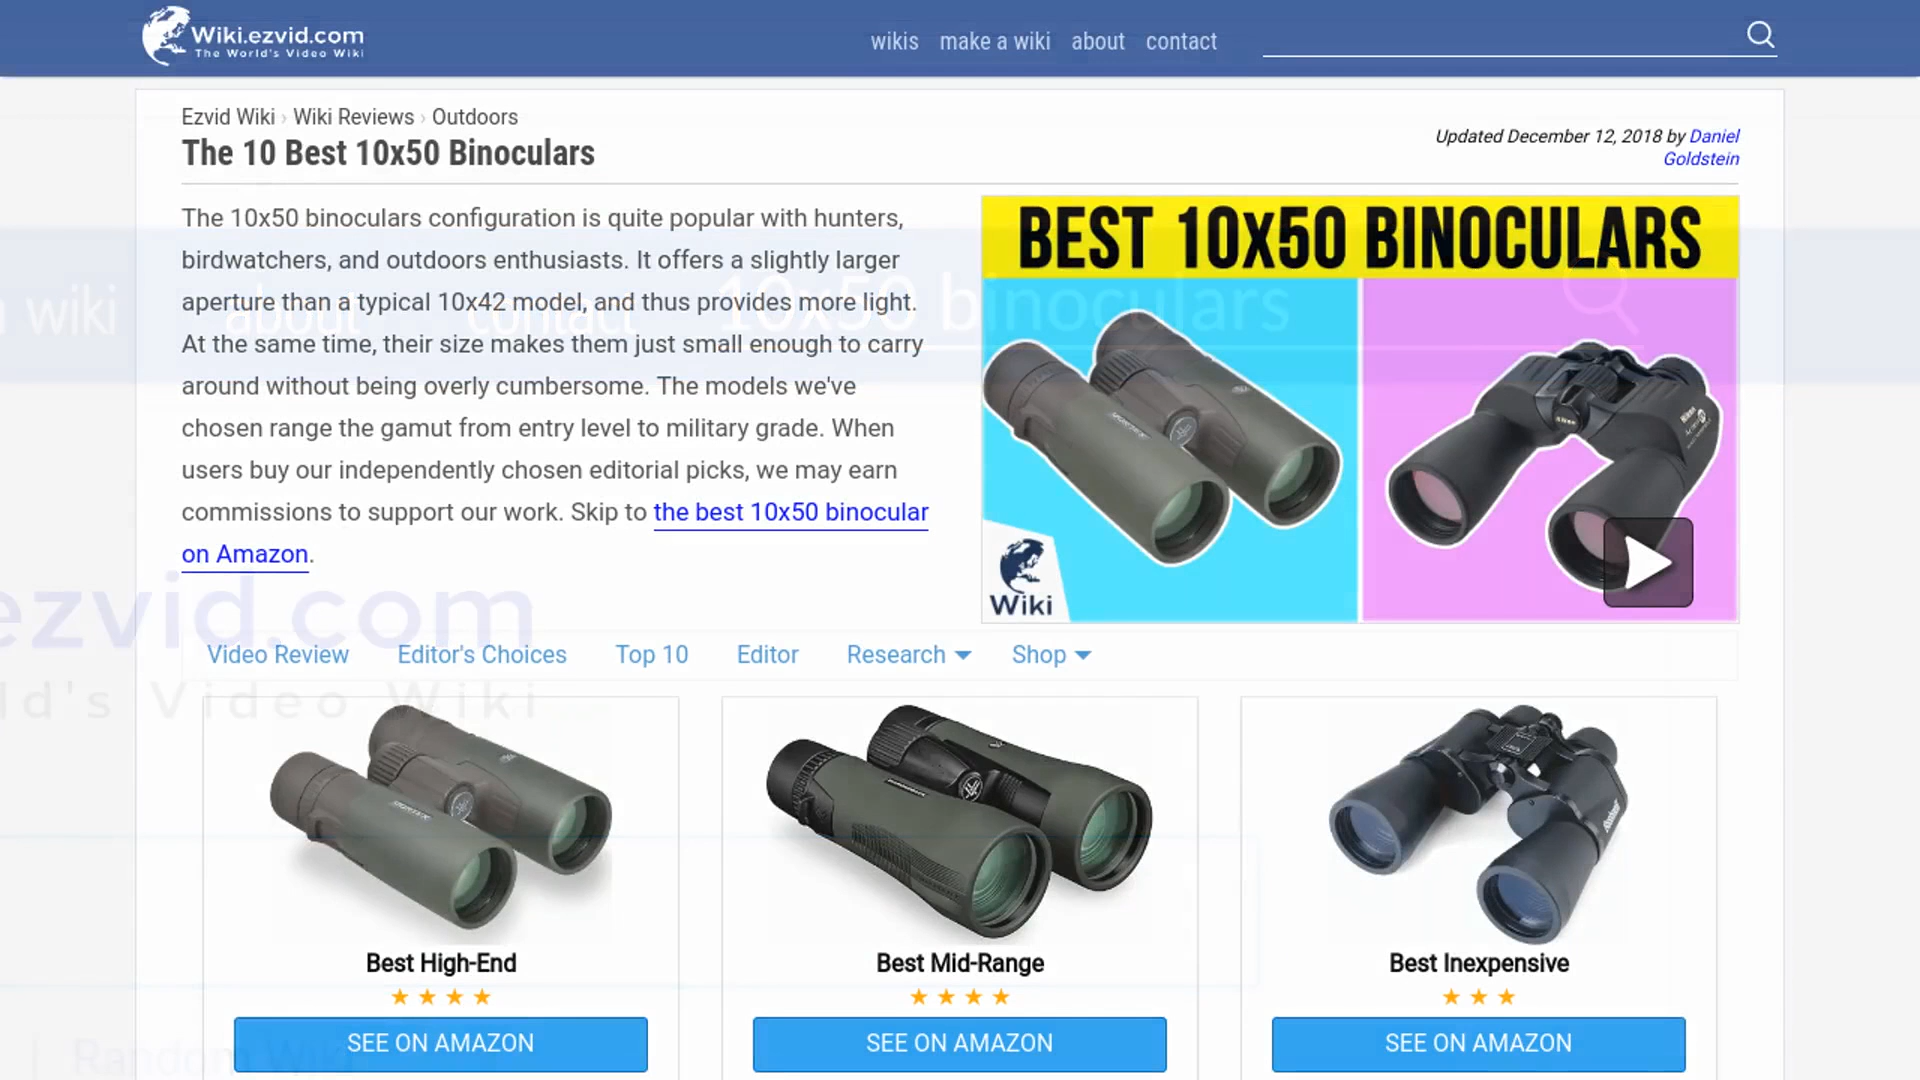 Wiki.ezvid.com
The World's Video Wiki
wikis make a wiki about contact
Ezvid Wiki › Wiki Reviews › Outdoors
The 10 Best 10x50 Binoculars
Updated December 12, 2018 by Daniel
Goldstein
The 10x50 binoculars configuration is quite popular with hunters,
birdwatchers, and outdoors enthusiasts. It offers a slightly larger
aperture than a typical 10x42 model, and thus provides more light.
At the same time, their size makes them just small enough to carry
around without being overly cumbersome. The models we've
chosen range the gamut from entry level to military grade. When
users buy our independently chosen editorial picks, we may earn
commissions to support our work. Skip to the best 10x50 binocular
on Amazon.
BEST 10x50 BINOCULARS
Wiki
wiki about contact 10x50 binoculars
ezvid.com
ld's Video Wiki
Video Review Editor's Choices Top 10 Editor Research Shop
Best High-End
SEE ON AMAZON
Best Mid-Range
SEE ON AMAZON
Best Inexpensive
SEE ON AMAZON
Random Wiki